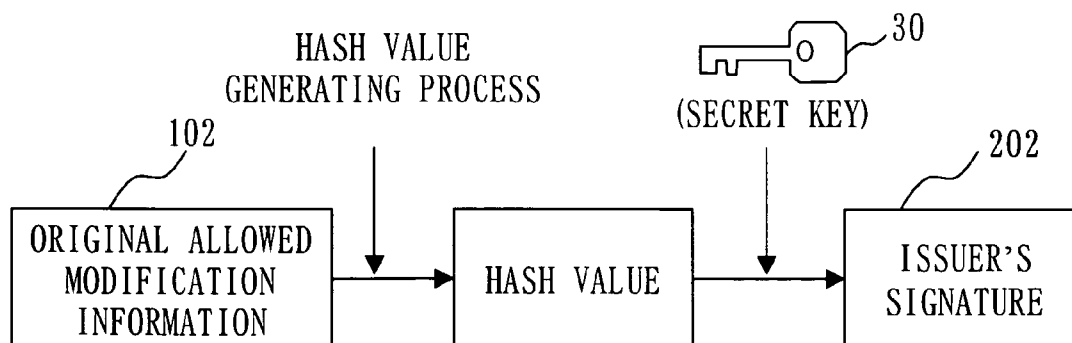 HASH VALUE
GENERATING PROCESS
30
(SECRET KEY)
102
202
ORIGINAL ALLOWED
MODIFICATION
INFORMATION
HASH VALUE
ISSUER'S
SIGNATURE